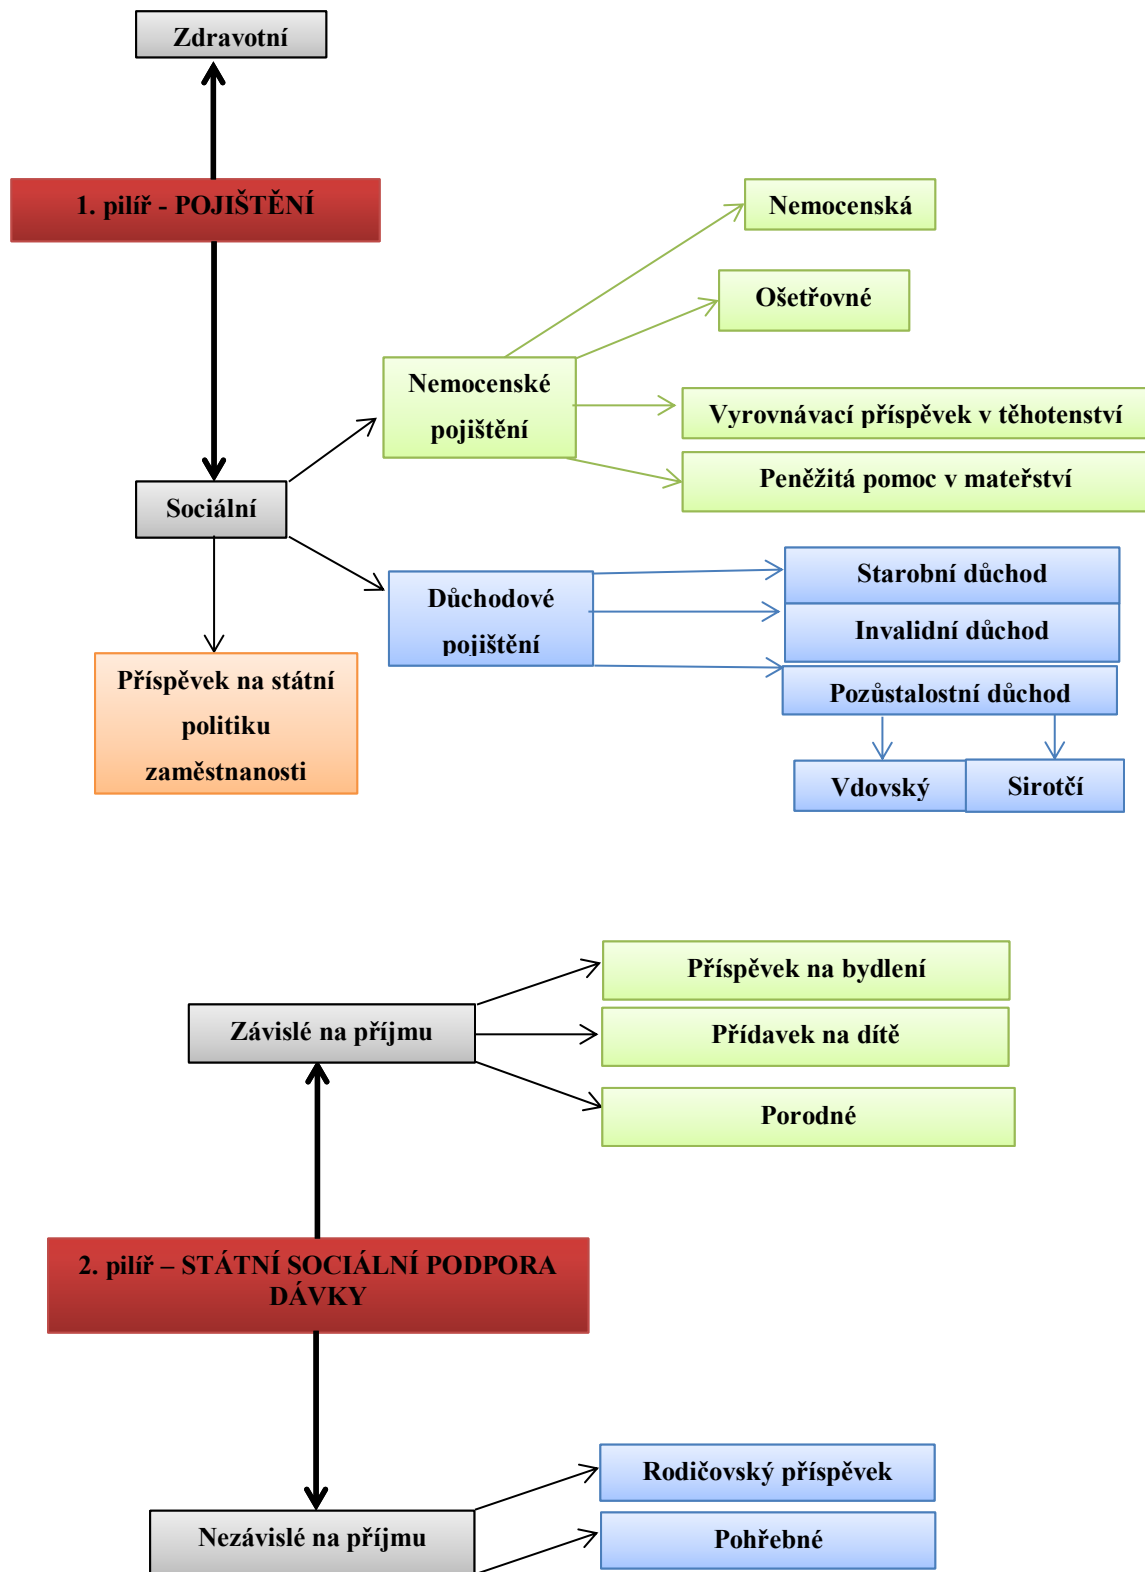 Zdravotní
1. pilíř - POJIŠTĚNÍ
Nemocenská
Ošetřovné
Nemocenské
pojištění
Vyrovnávací příspěvek v těhotenství
Peněžitá pomoc v mateřství
Sociální
Důchodové
pojištění
Starobní důchod
Invalidní důchod
Pozůstalostní důchod
Vdovský
Sirotčí
Příspěvek na státní
politiku
zaměstnanosti
Příspěvek na bydlení
Závislé na příjmu
Přídavek na dítě
Porodné
2. pilíř – STÁTNÍ SOCIÁLNÍ PODPORA
DÁVKY
Rodičovský příspěvek
Nezávislé na příjmu
Pohřebné